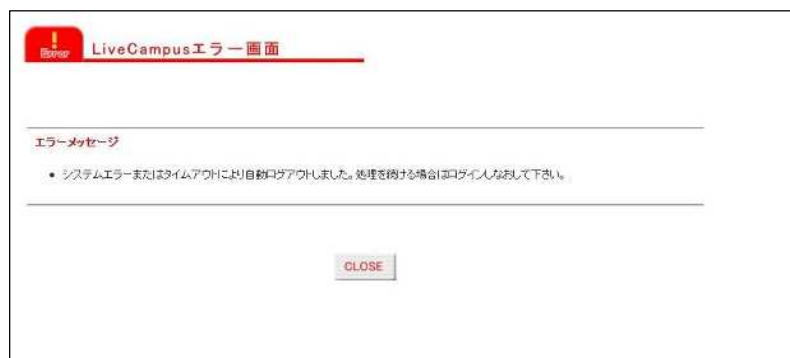 !
Error
LiveCampusエラー画面
エラーメッセージ
• システムエラーまたはタイムアウトにより自動ログアウトしました。処理を続ける場合はログインしなおして下さい。
CLOSE